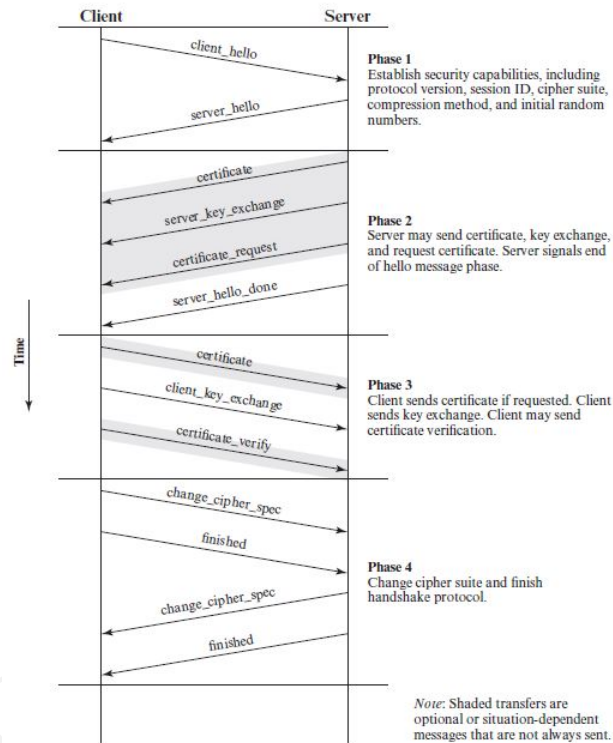 Client
Server
client_hello
server_hello
Phase 1
Establish security capabilities, including
protocol version, session ID, cipher suite,
compression method, and initial random
numbers.
certificate
server_key_exchange
certificate_request
server_hello_done
Phase 2
Server may send certificate, key exchange,
and request certificate. Server signals end
of hello message phase.
Time
certificate
client_key_exchange
certificate_verify
Phase 3
Client sends certificate if requested. Client
sends key exchange. Client may send
certificate verification.
change_cipher_spec
finished
change_cipher_spec
finished
Phase 4
Change cipher suite and finish
handshake protocol.
Note: Shaded transfers are
optional or situation-dependent
messages that are not always sent.